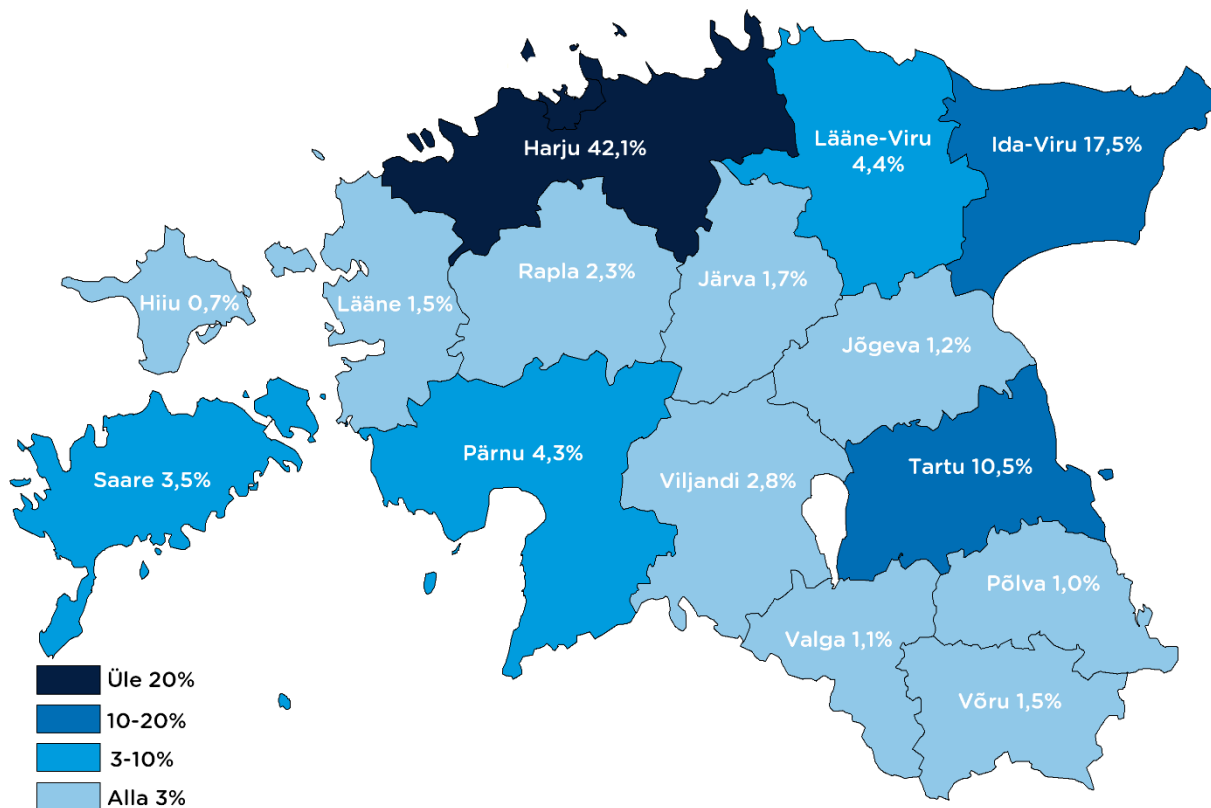 Harju 42,1%
Lääne-Viru
4,4%
Ida-Viru 17,5%
Rapla 2,3%
Järva 1,7%
Hiiu 0,7%
Lääne 1,5%
Jõgeva 1,2%
Pärnu 4,3%
Tartu 10,5%
Saare 3,5%
Viljandi 2,8%
Põlva 1,0%
Valga 1,1%
Võru 1,5%
Üle 20%
10-20%
3-10%
Alla 3%